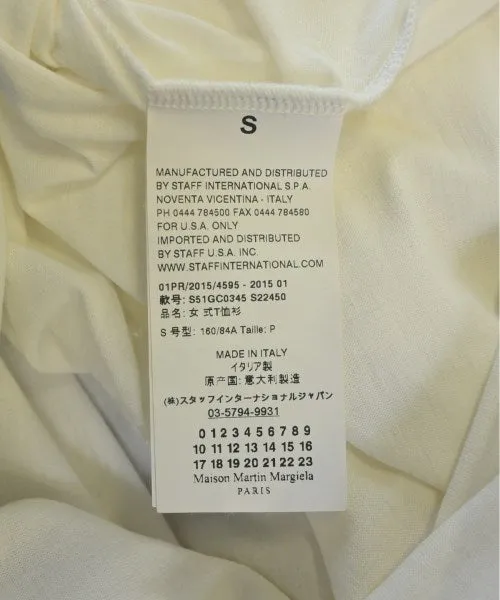 S
MANUFACTURED AND DISTRIBUTED
BY STAFF INTERNATIONAL S.P.A.
NOVENTA VICENTINA - ITALY
PH 0444 784500 FAX 0444 784580
FOR U.S.A. ONLY
IMPORTED AND DISTRIBUTED
BY STAFF U.S.A. INC.
WWW.STAFFINTERNATIONAL.COM
01PR/2015/4595 - 2015 01
款号: S51GC0345 S22450
品名: 女 式T恤衫
S 号型: 160/84A Taille: P
MADE IN ITALY
イタリア製
原产国: 意大利製造
(株)スタッフインターナショナルジャパン
03-5794-9931
0 1 2 3 4 5 6 7 8 9
10 11 12 13 14 15 16
17 18 19 20 21 22 23
Maison Martin Margiela
PARIS